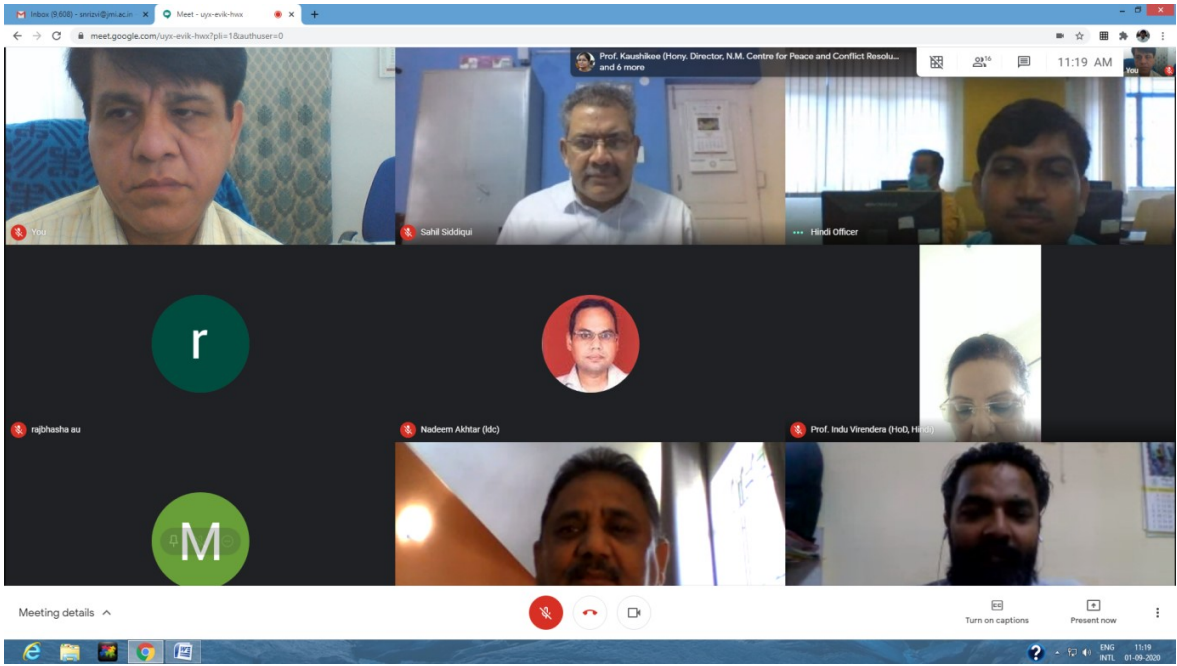 Inbox (9,608) - smrizvi@jmi.ac.in
Meet - uyx-evik-hwx
meet.google.com/uyx-evik-hwx?pli=1&authuser=0
Prof. Kaushikee (Hony. Director, N.M. Centre for Peace and Conflict Resolu...
and 6 more
16
11:19 AM
You
You
Sahil Siddiqui
Hindi Officer
r
rajbhasha au
Nadeem Akhtar (ldc)
Prof. Indu Virendera (HoD, Hindi)
M
Meeting details
CC
Turn on captions
Present now
ENG
INTL
11:19
01-09-2020